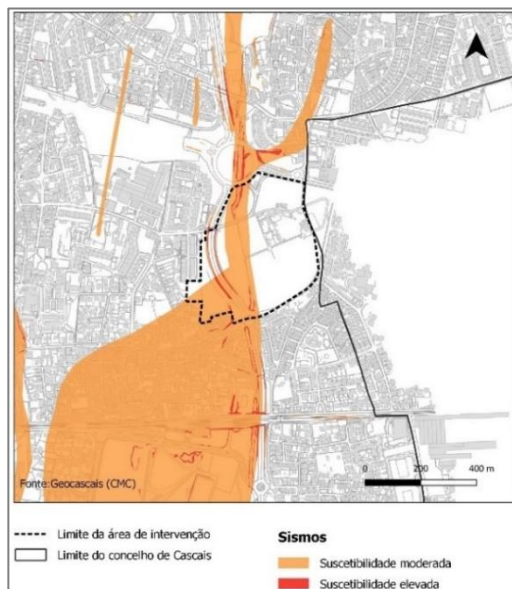 0 200 400 m
Fonte:Geocascais (CMC)
Limite da área de intervenção
Limite do concelho de Cascais
Sismos
Suscetibilidade moderada
Suscetibilidade elevada